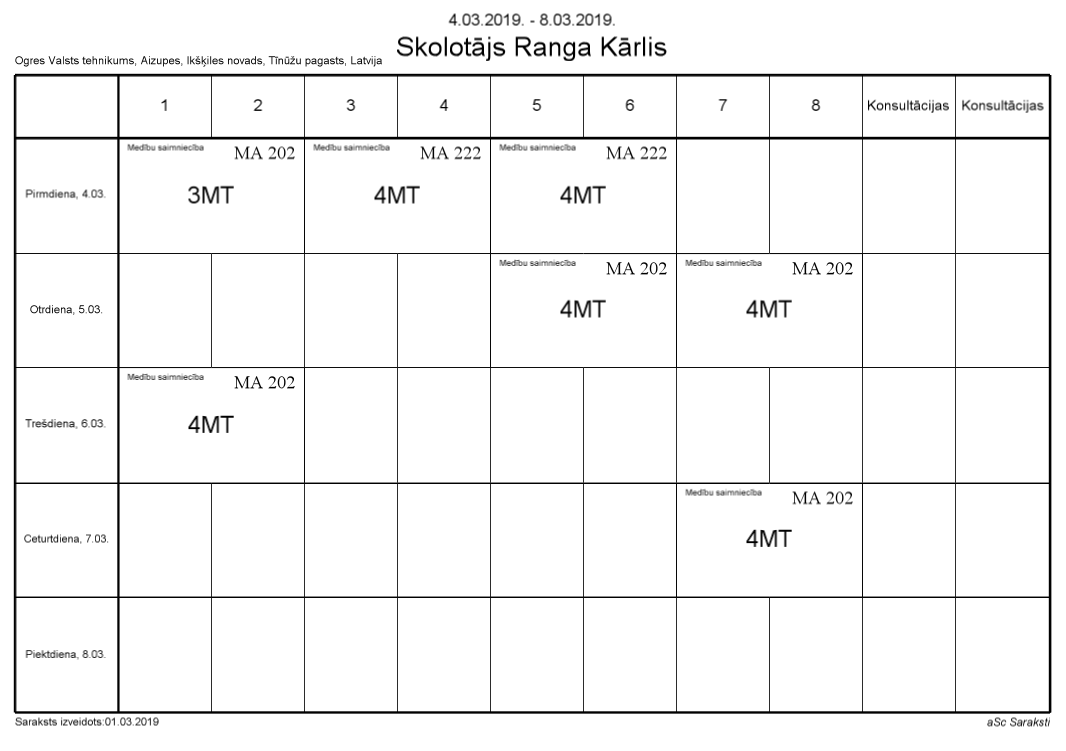 4.03.2019. - 8.03.2019.
Skolotājs Ranga Kārlis
Ogres Valsts tehnikums, Aizupes, Ikšķiles novads, Tīnūžu pagasts, Latvija
1 2 3 4 5 6 7 8 Konsultācijas Konsultācijas
Medību saimniecība MA 202 Medību saimniecība MA 222 Medību saimniecība MA 222
Pirmdiena, 4.03. 3MT 4MT 4MT
Medību saimniecība MA 202 Medību saimniecība MA 202
Otrdiena, 5.03. 4MT 4MT
Medību saimniecība MA 202
Trešdiena, 6.03. 4MT
Medību saimniecība MA 202
Ceturtdiena, 7.03. 4MT
Piektdiena, 8.03.
Saraksts izveidots:01.03.2019 aSc Saraksti